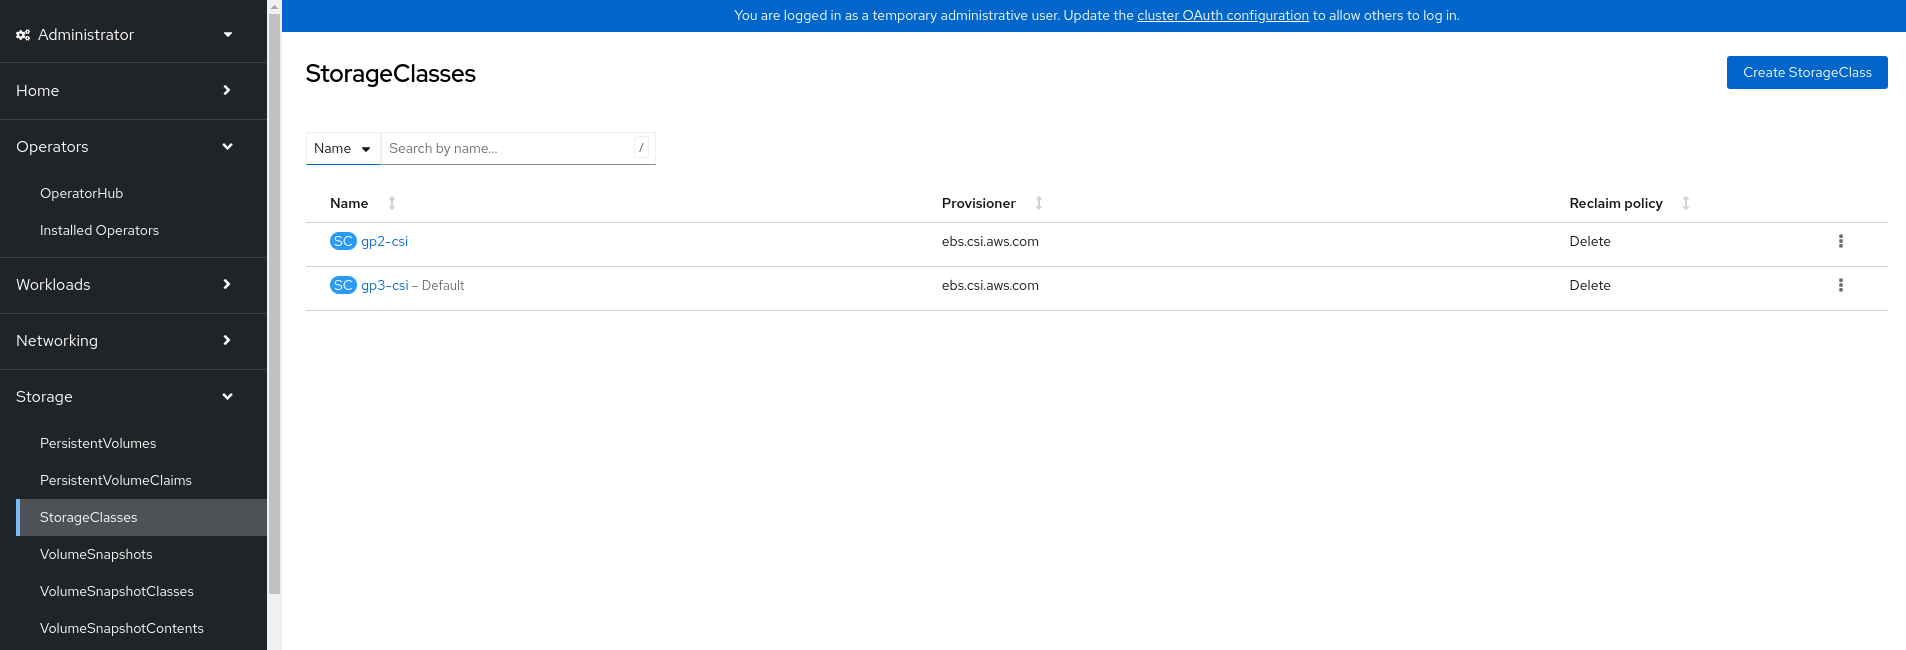 You are logged in as a temporary administrative user. Update the cluster OAuth configuration to allow others to log in.
Administrator
Home
Operators
OperatorHub
Installed Operators
Workloads
Networking
Storage
PersistentVolumes
PersistentVolumeClaims
StorageClasses
VolumeSnapshots
VolumeSnapshotClasses
VolumeSnapshotContents
StorageClasses
Create StorageClass
Name Search by name... /
Name Provisioner Reclaim policy
SC gp2-csi ebs.csi.aws.com Delete
SC gp3-csi – Default ebs.csi.aws.com Delete